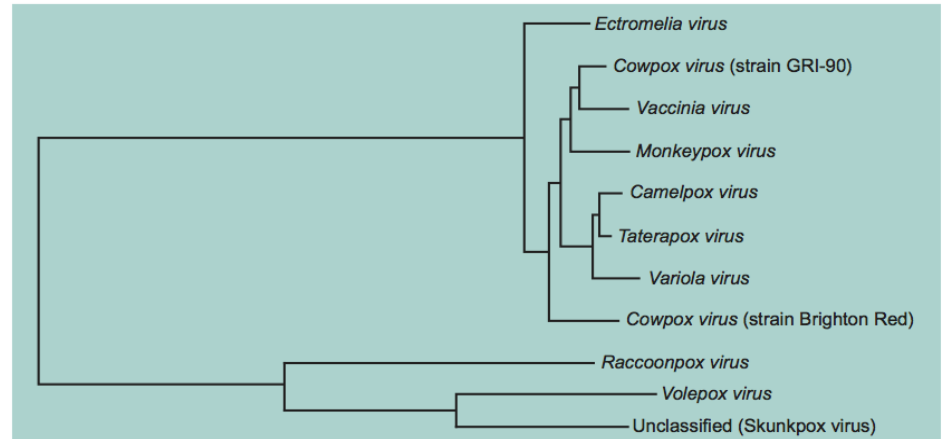 Ectromelia virus
Cowpox virus (strain GRI-90)
Vaccinia virus
Monkeypox virus
Camelpox virus
Taterapox virus
Variola virus
Cowpox virus (strain Brighton Red)
Raccoonpox virus
Volepox virus
Unclassified (Skunkpox virus)